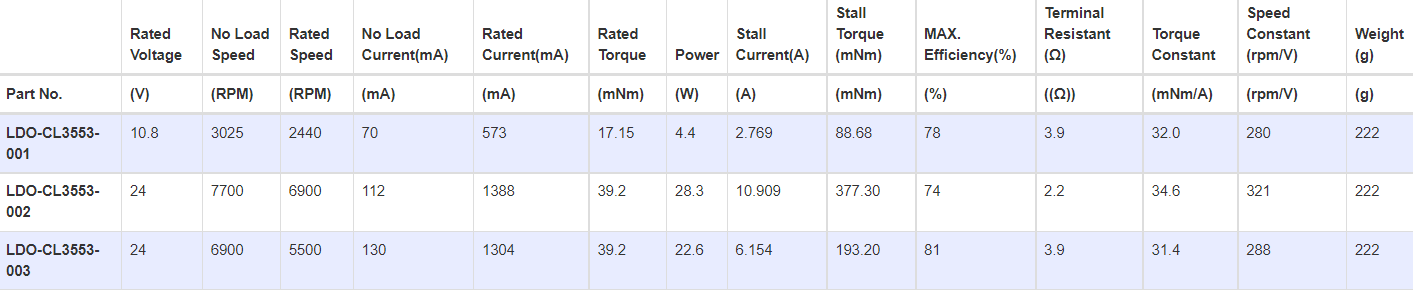 Rated Voltage No Load Speed Rated Speed No Load Current(mA) Rated Current(mA) Rated Torque Power Stall Current(A) Stall Torque (mNm) MAX. Efficiency(%) Terminal Resistant (Ω) Torque Constant Speed Constant (rpm/V) Weight (g)
Part No. (V) (RPM) (RPM) (mA) (mA) (mNm) (W) (A) (mNm) (%) ((Ω)) (mNm/A) (rpm/V) (g)
LDO-CL3553-001 10.8 3025 2440 70 573 17.15 4.4 2.769 88.68 78 3.9 32.0 280 222
LDO-CL3553-002 24 7700 6900 112 1388 39.2 28.3 10.909 377.30 74 2.2 34.6 321 222
LDO-CL3553-003 24 6900 5500 130 1304 39.2 22.6 6.154 193.20 81 3.9 31.4 288 222